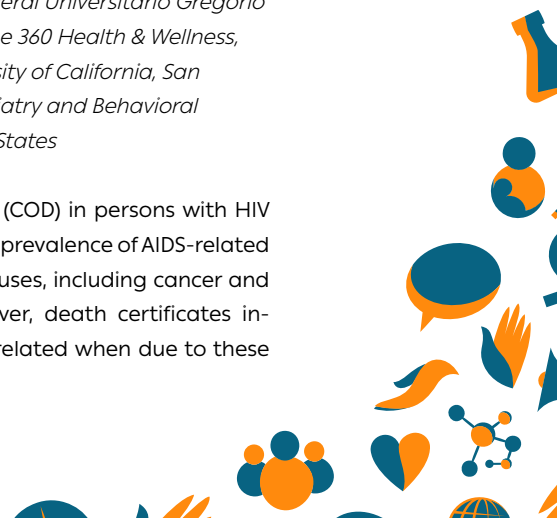 eral Universitario Gregorio
e 360 Health & Wellness,
sity of California, San
iatry and Behavioral
States
(COD) in persons with HIV
prevalence of AIDS-related
uses, including cancer and
ver, death certificates in-
related when due to these